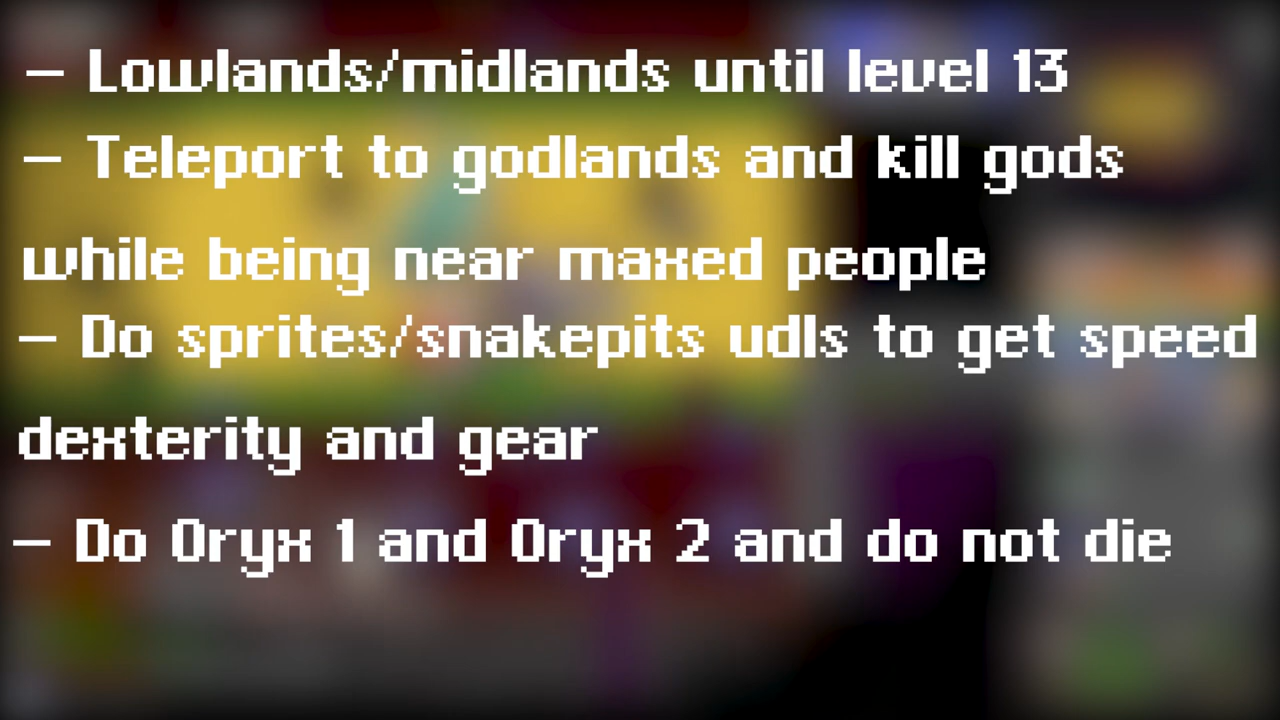 – Lowlands/midlands until level 13
– Teleport to godlands and kill gods
while being near maxed people
– Do sprites/snakepits udls to get speed
dexterity and gear
– Do Oryx 1 and Oryx 2 and do not die